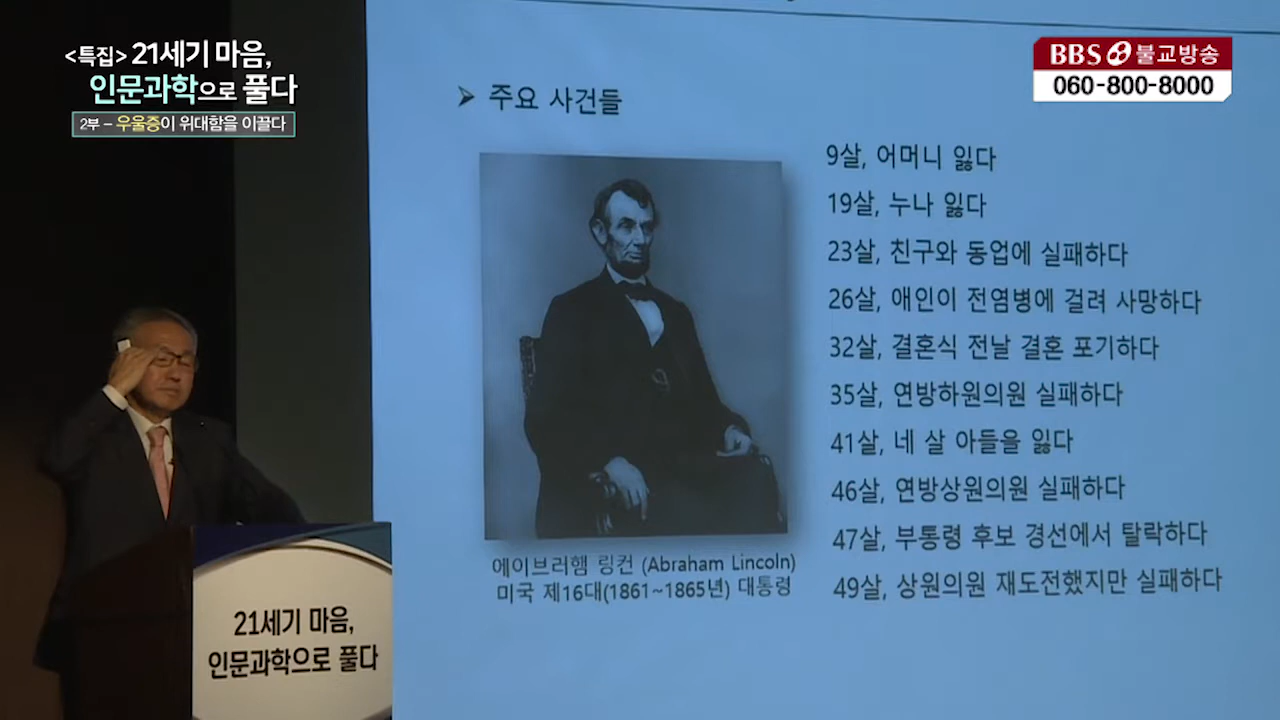 <특집> 21세기 마음,
인문과학으로 풀다
2부 - 우울증이 위대함을 이끌다
BBS 불교방송
060-800-8000
➢ 주요 사건들
9살, 어머니 잃다
19살, 누나 잃다
23살, 친구와 동업에 실패하다
26살, 애인이 전염병에 걸려 사망하다
32살, 결혼식 전날 결혼 포기하다
35살, 연방하원의원 실패하다
41살, 네 살 아들을 잃다
46살, 연방상원의원 실패하다
47살, 부통령 후보 경선에서 탈락하다
49살, 상원의원 재도전했지만 실패하다
에이브러햄 링컨 (Abraham Lincoln)
미국 제16대(1861~1865년) 대통령
21세기 마음,
인문과학으로 풀다